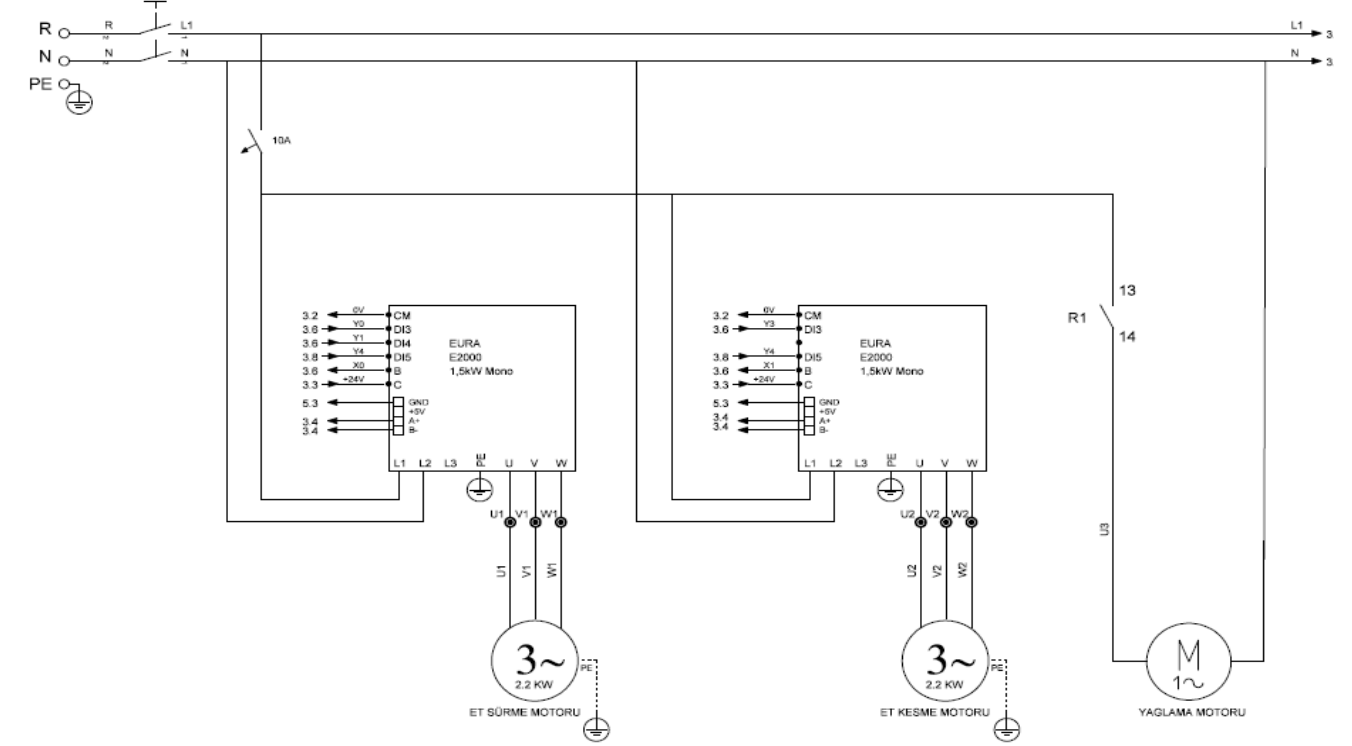 R R L1 L1 3
N N N N 3
PE
10A
13
R1
14
3.2 0V CM
3.6 Y0 DI3
3.6 Y1 DI4
3.8 Y4 DI5
3.6 X0 B
3.3 +24V C
EURA
E2000
1,5kW Mono
5.3 GND
+5V
3.4 A+
3.4 B-
L1 L2 L3 PE U V W
3.2 0V CM
3.6 Y3 DI3
3.8 Y4 DI5
3.6 X1 B
3.3 +24V C
EURA
E2000
1,5kW Mono
5.3 GND
+5V
3.4 A+
3.4 B-
L1 L2 L3 PE U V W
U1 V1 W1
U1 V1 W1
U2 V2 W2
U2 V2 W2
U3
3~
2.2 KW
PE
ET SÜRME MOTORU
3~
2.2 KW
PE
ET KESME MOTORU
M
1~
YAGLAMA MOTORU